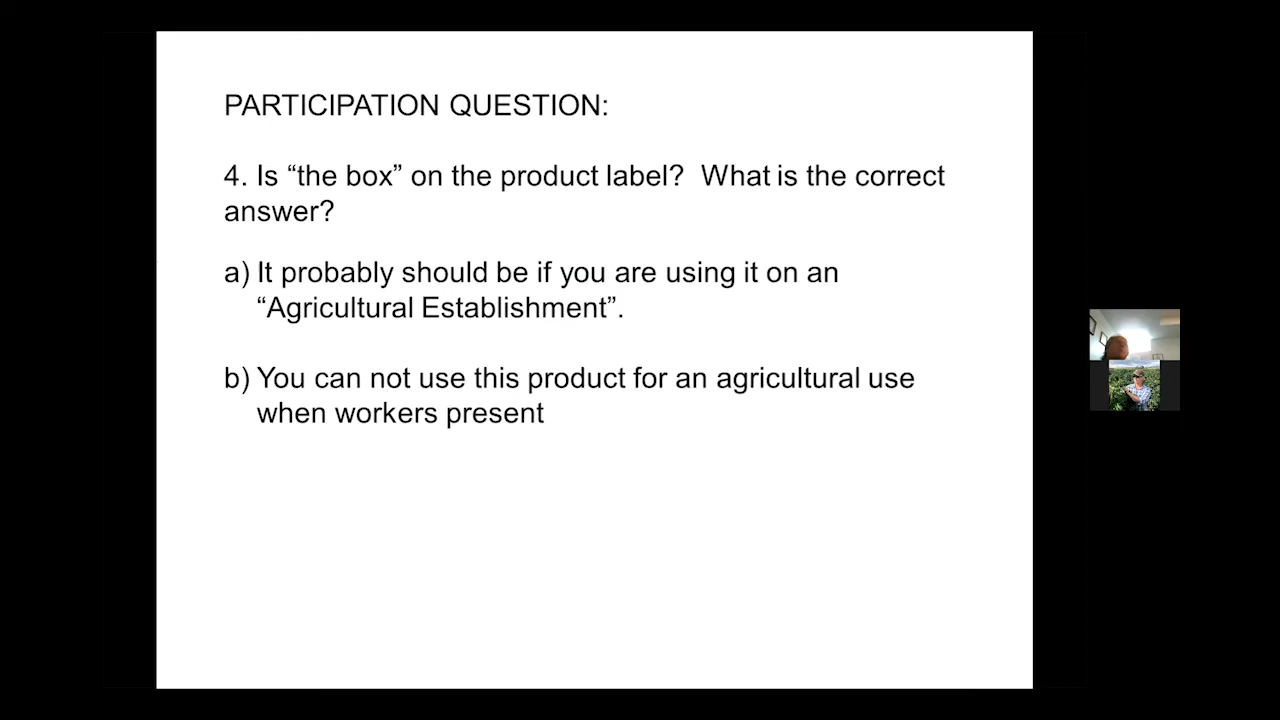 PARTICIPATION QUESTION:
4. Is “the box” on the product label?  What is the correct
answer?
a) It probably should be if you are using it on an
“Agricultural Establishment”.
b) You can not use this product for an agricultural use
when workers present